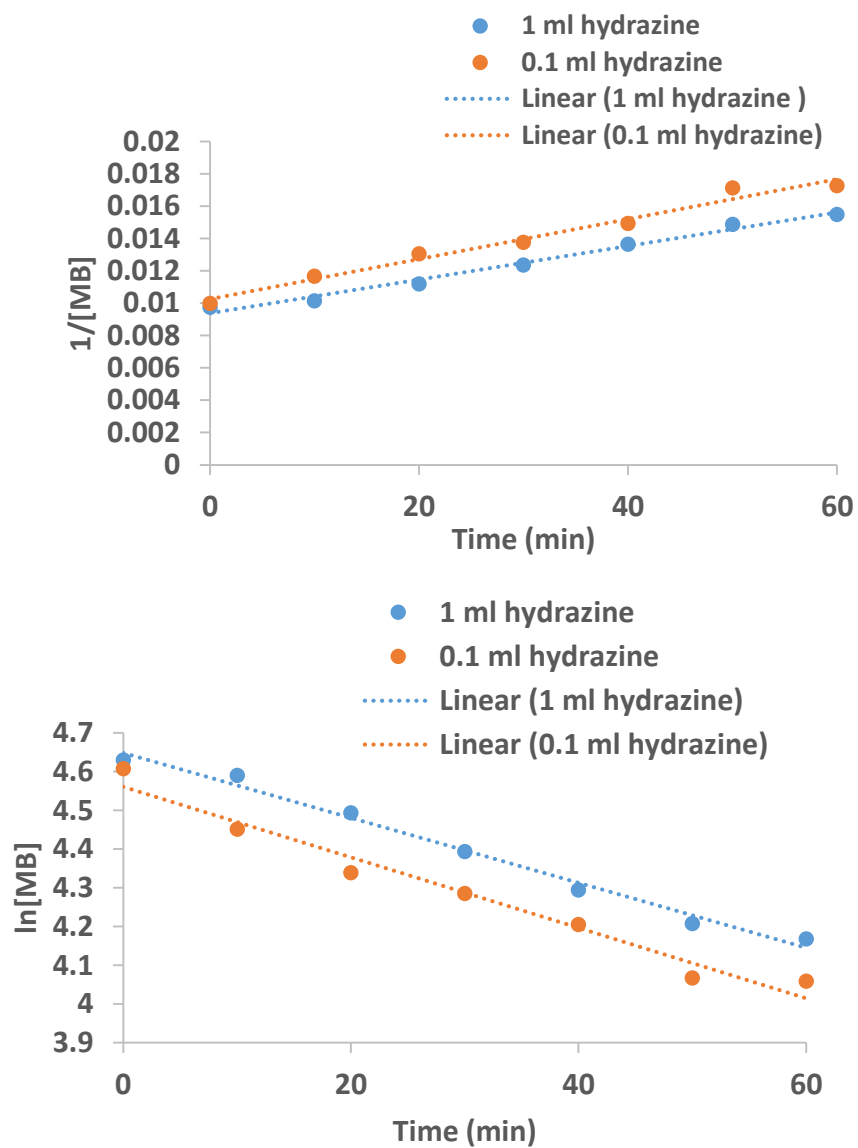 1 ml hydrazine
0.1 ml hydrazine
Linear (1 ml hydrazine )
Linear (0.1 ml hydrazine)
0.02
0.018
0.016
0.014
0.012
0.01
0.008
0.006
0.004
0.002
0
1/[MB]
0 20 40 60
Time (min)
1 ml hydrazine
0.1 ml hydrazine
Linear (1 ml hydrazine)
Linear (0.1 ml hydrazine)
4.7
4.6
4.5
4.4
4.3
4.2
4.1
4
3.9
ln[MB]
0 20 40 60
Time (min)